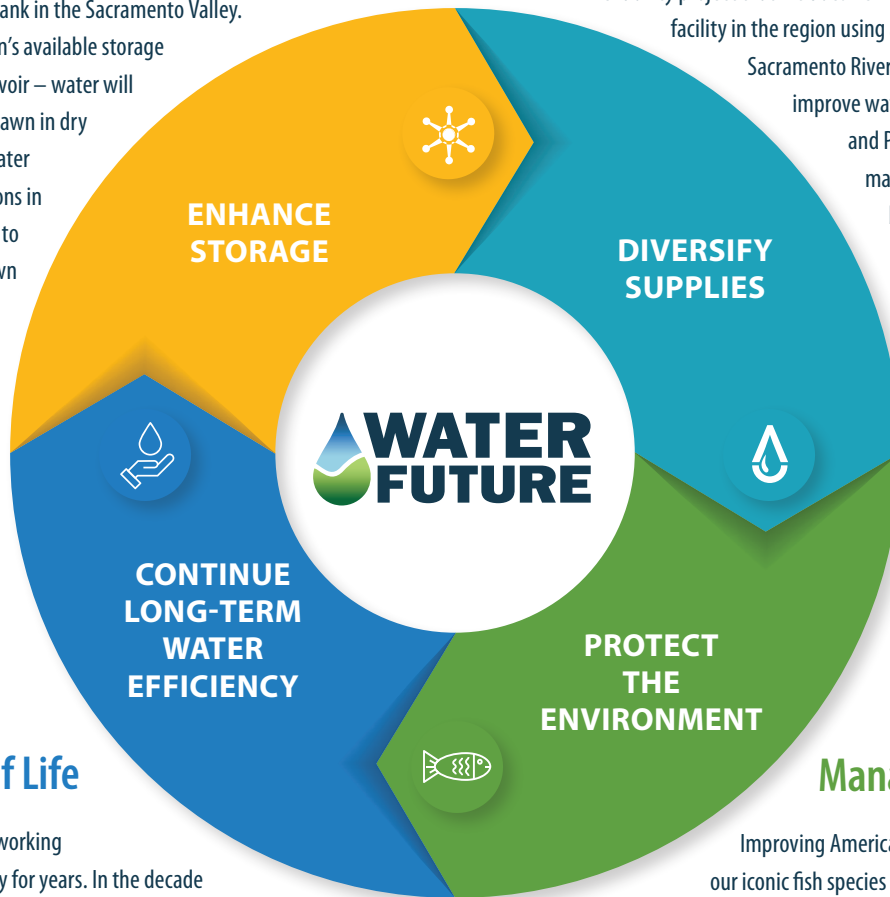 ank in the Sacramento Valley.
n’s available storage
voir – water will
awn in dry
ater
ons in
to
wn
facility in the region using
Sacramento River
improve wa
and P
ma
ENHANCE
STORAGE
DIVERSIFY
SUPPLIES
WATER
FUTURE
CONTINUE
LONG-TERM
WATER
EFFICIENCY
PROTECT
THE
ENVIRONMENT
f Life
working
y for years. In the decade
Mana
Improving America
our iconic fish species